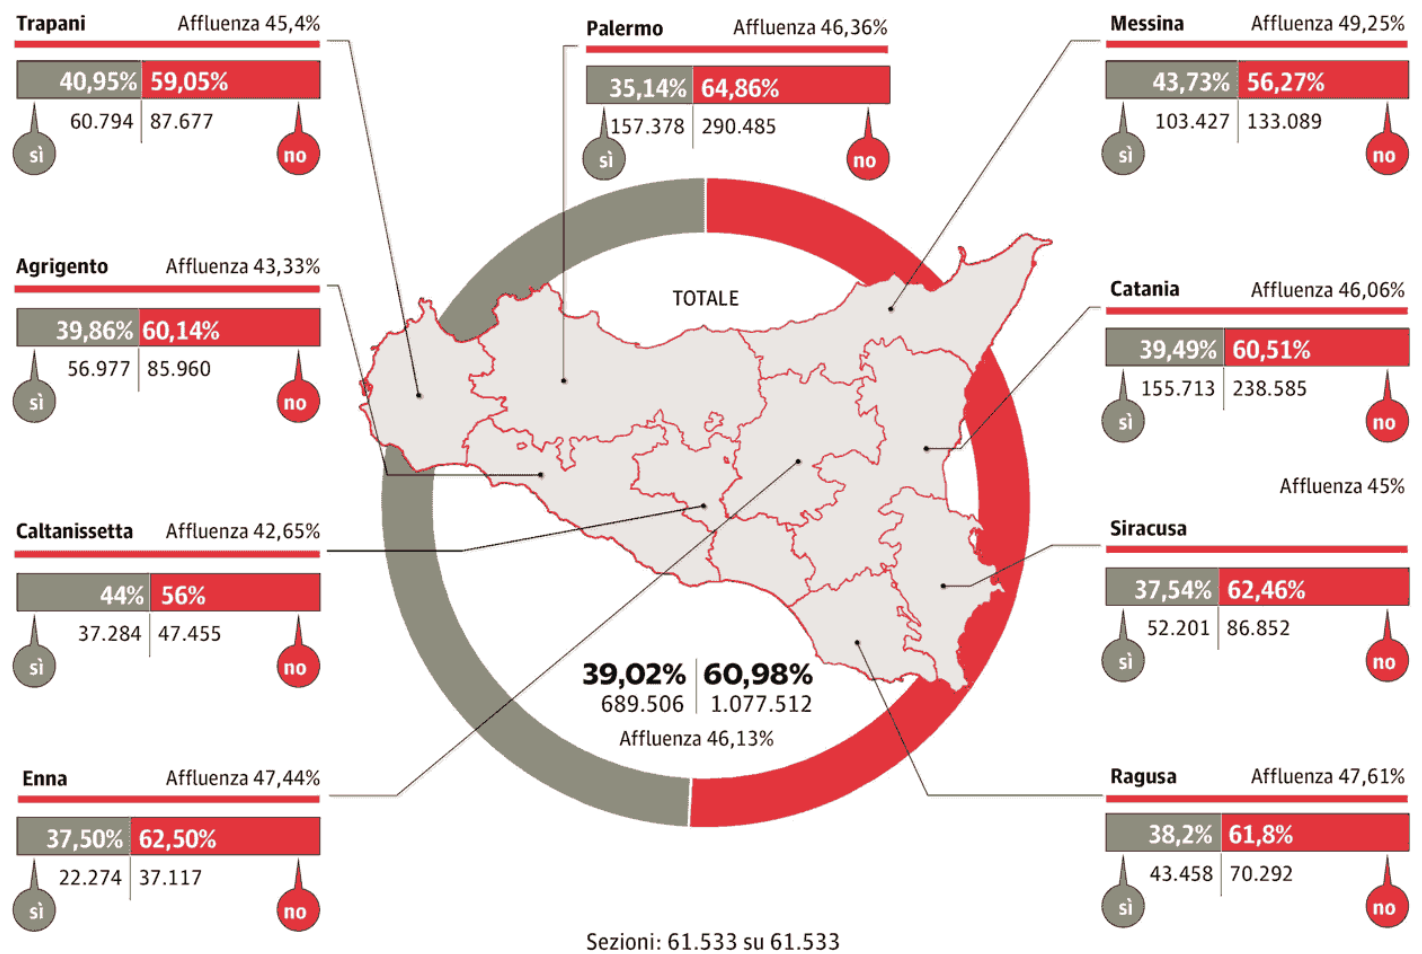 Trapani Affluenza 45,4%
40,95% 59,05%
60.794 87.677
sì no
Palermo Affluenza 46,36%
35,14% 64,86%
157.378 290.485
sì no
Messina Affluenza 49,25%
43,73% 56,27%
103.427 133.089
sì no
Agrigento Affluenza 43,33%
39,86% 60,14%
56.977 85.960
sì no
TOTALE
Catania Affluenza 46,06%
39,49% 60,51%
155.713 238.585
sì no
Caltanissetta Affluenza 42,65%
44% 56%
37.284 47.455
sì no
Affluenza 45%
Siracusa
37,54% 62,46%
52.201 86.852
sì no
39,02% 60,98%
689.506 1.077.512
Affluenza 46,13%
Enna Affluenza 47,44%
37,50% 62,50%
22.274 37.117
sì no
Ragusa Affluenza 47,61%
38,2% 61,8%
43.458 70.292
sì no
Sezioni: 61.533 su 61.533